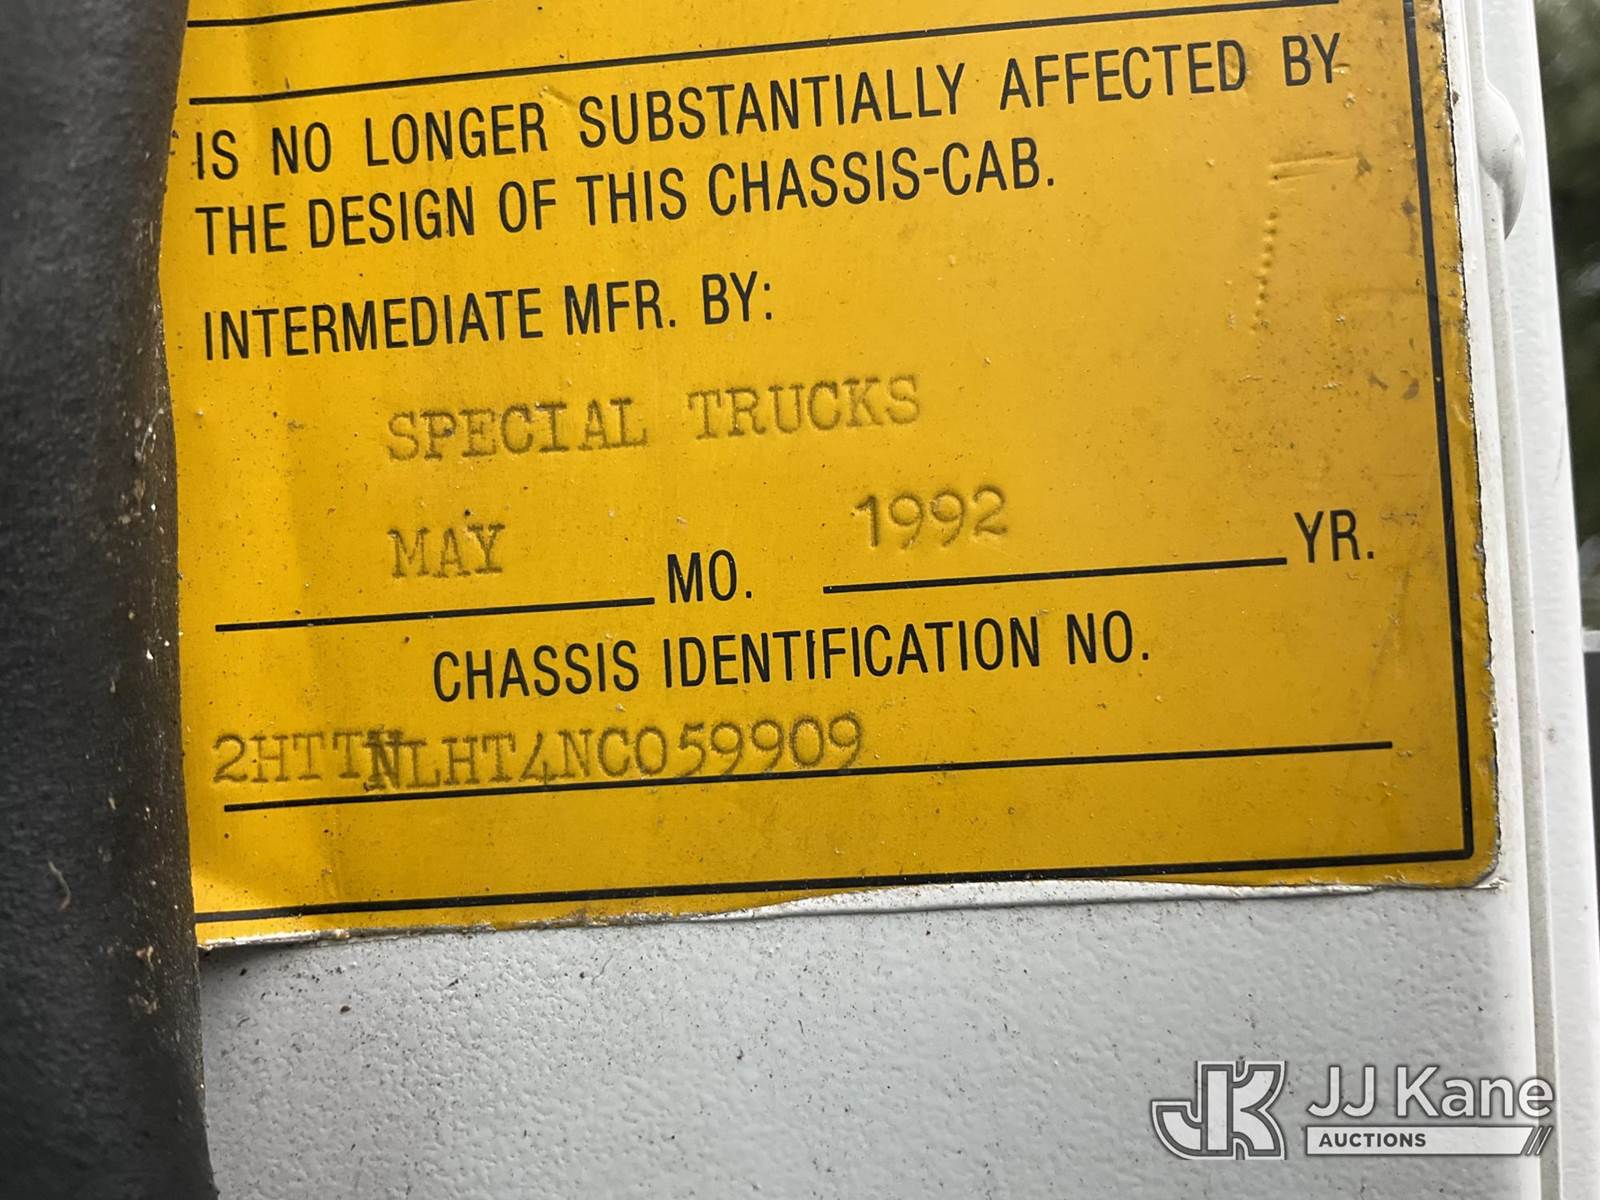 IS NO LONGER SUBSTANTIALLY AFFECTED BY
THE DESIGN OF THIS CHASSIS-CAB.
INTERMEDIATE MFR. BY:
SPECIAL TRUCKS
MAY MO. 1992 YR.
CHASSIS IDENTIFICATION NO.
2HTTNLHT4NC059909
JK JJ Kane
AUCTIONS